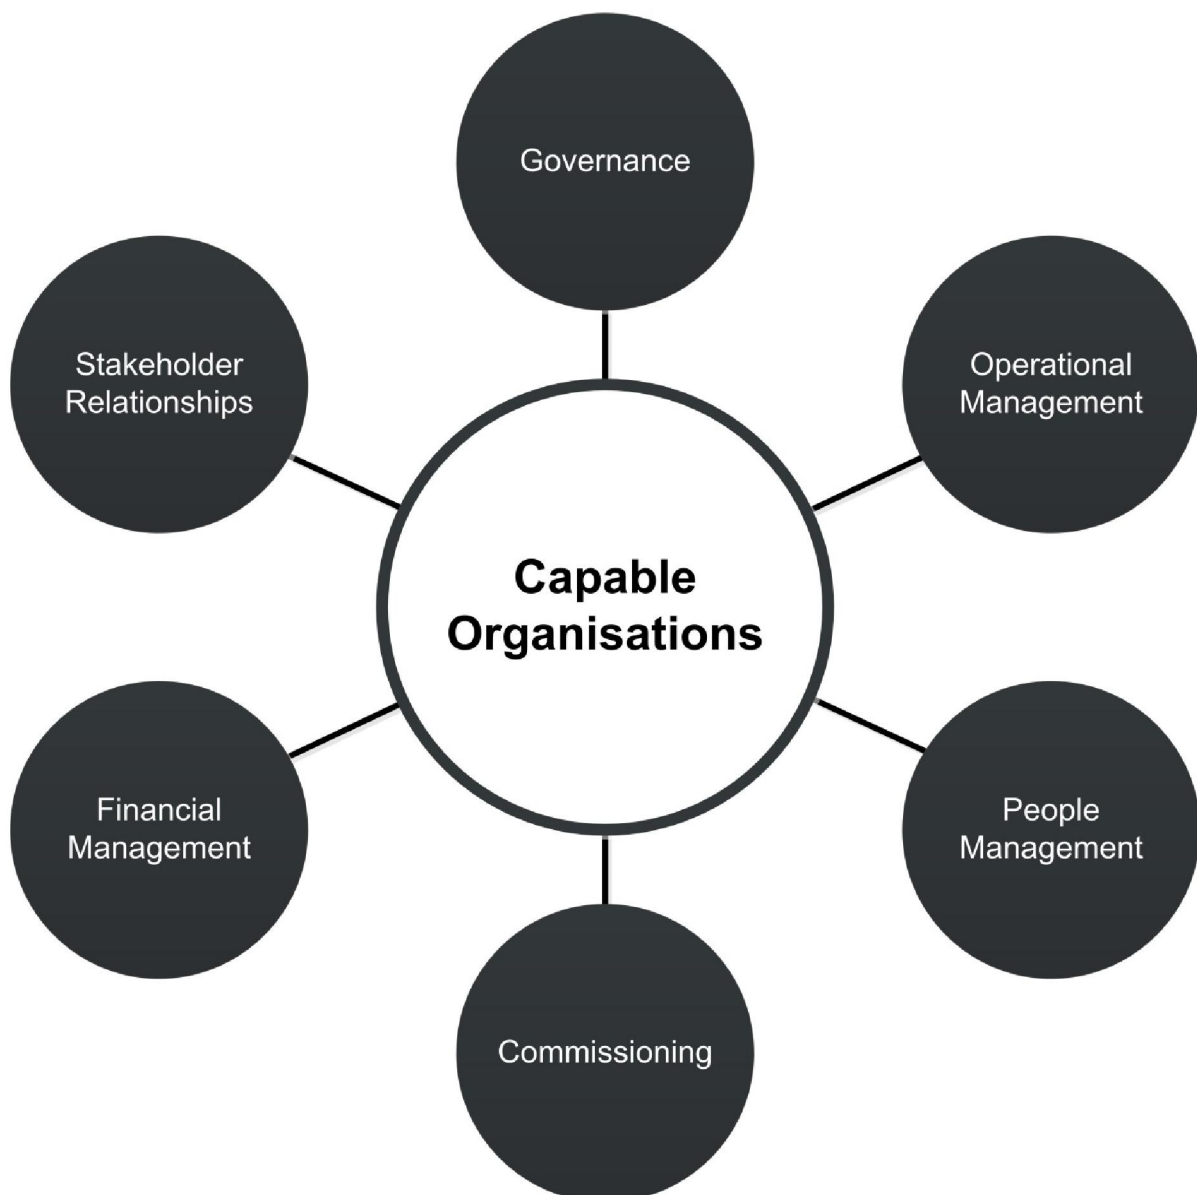 Governance
Stakeholder
Relationships
Operational
Management
Capable
Organisations
Financial
Management
People
Management
Commissioning